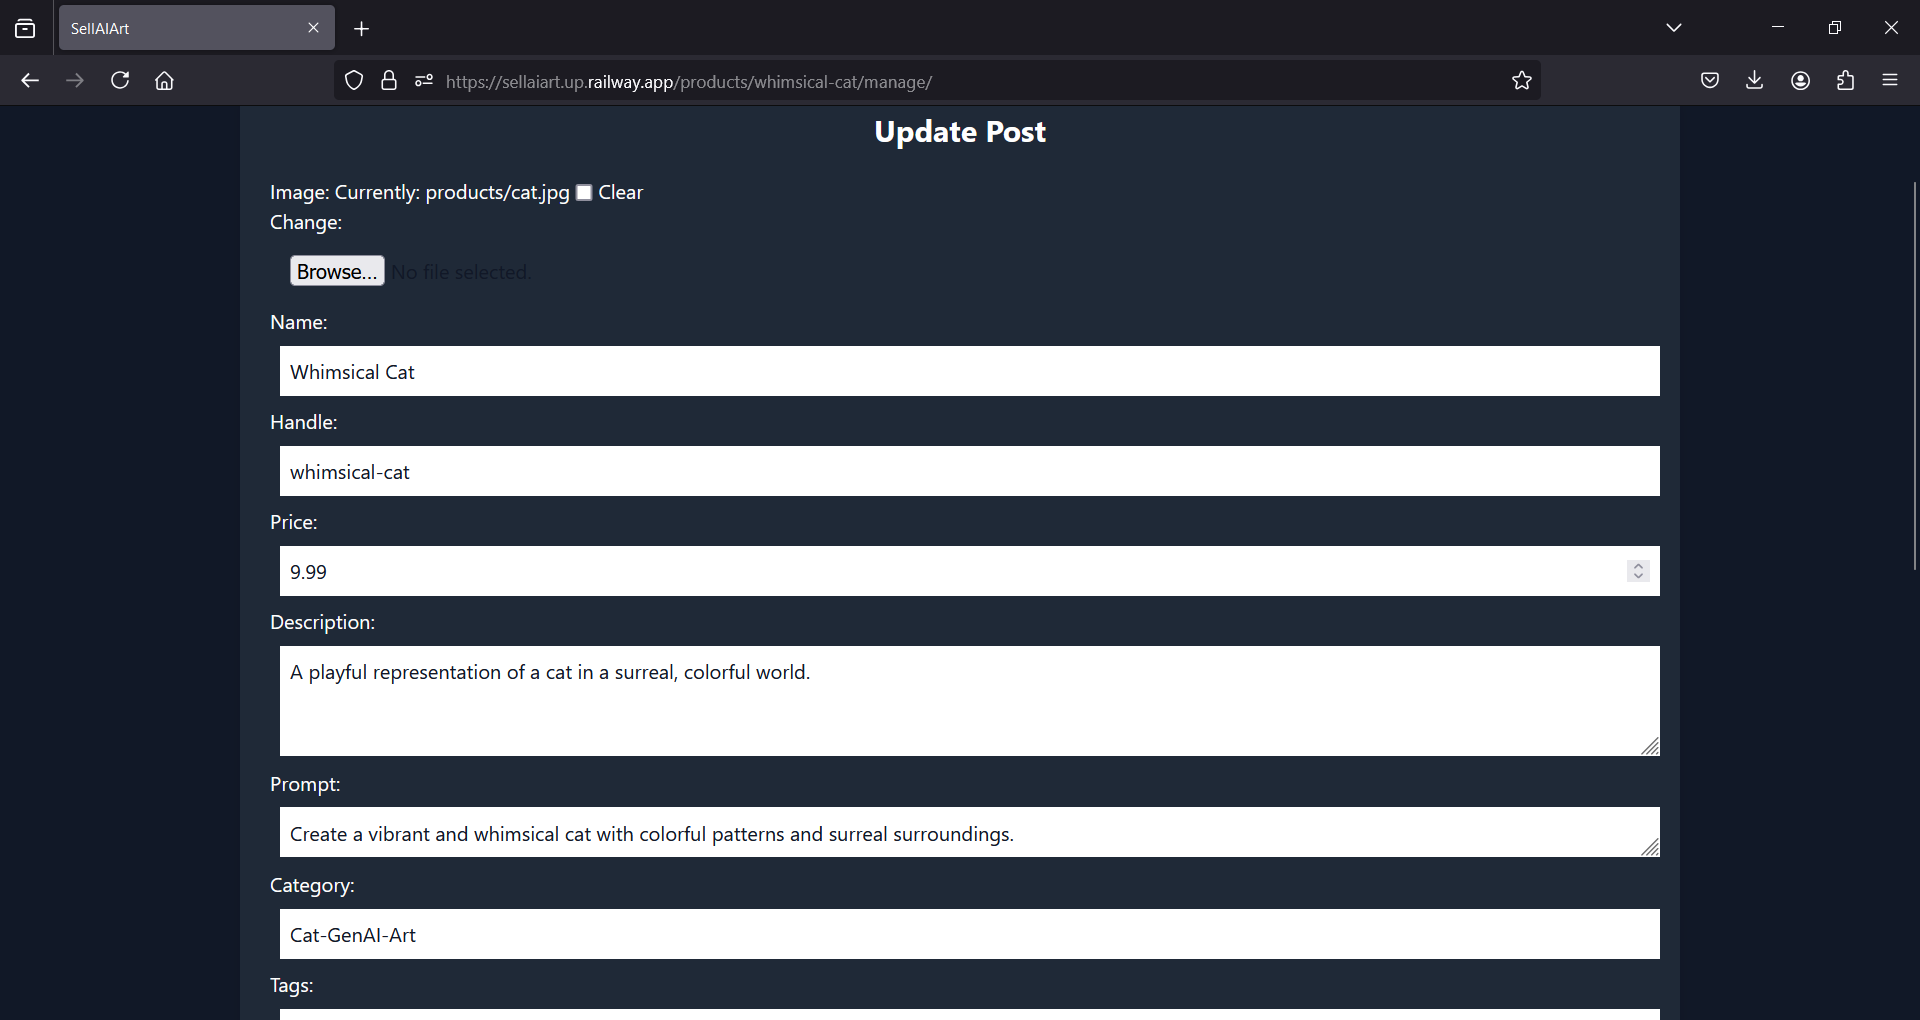 SellAIArt
https://sellaiart.up.railway.app/products/whimsical-cat/manage/
Update Post
Image: Currently: products/cat.jpg Clear
Change:
Browse... No file selected.
Name:
Whimsical Cat
Handle:
whimsical-cat
Price:
9.99
Description:
A playful representation of a cat in a surreal, colorful world.
Prompt:
Create a vibrant and whimsical cat with colorful patterns and surreal surroundings.
Category:
Cat-GenAI-Art
Tags: